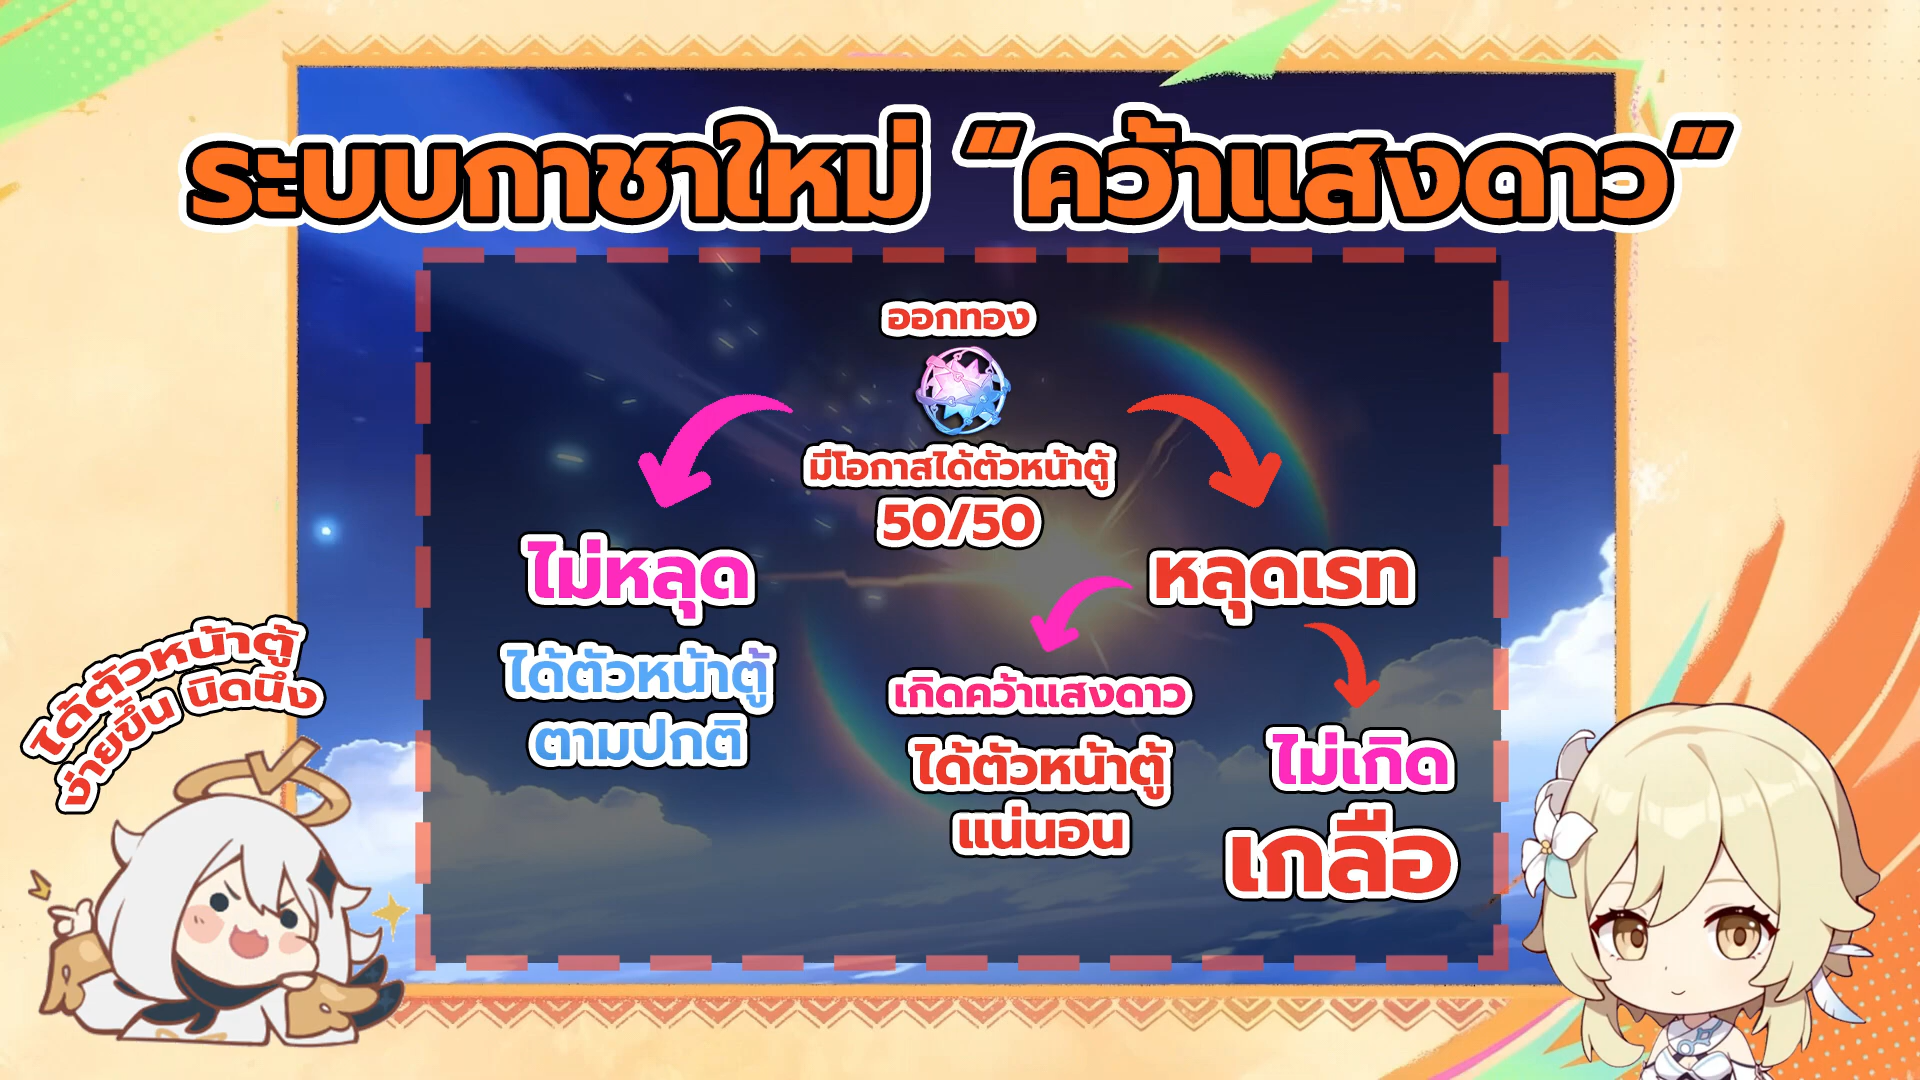 ระบบกาชาใหม่ “คว้าแสงดาว”
ออกทอง
มีโอกาสได้ตัวหน้าตู้
50/50
ไม่หลุด
ได้ตัวหน้าตู้
ตามปกติ
หลุดเรท
เกิดคว้าแสงดาว
ได้ตัวหน้าตู้
แน่นอน
ไม่เกิด
เกลือ
ได้ตัวหน้าตู้
ง่ายขึ้น นิดนึง